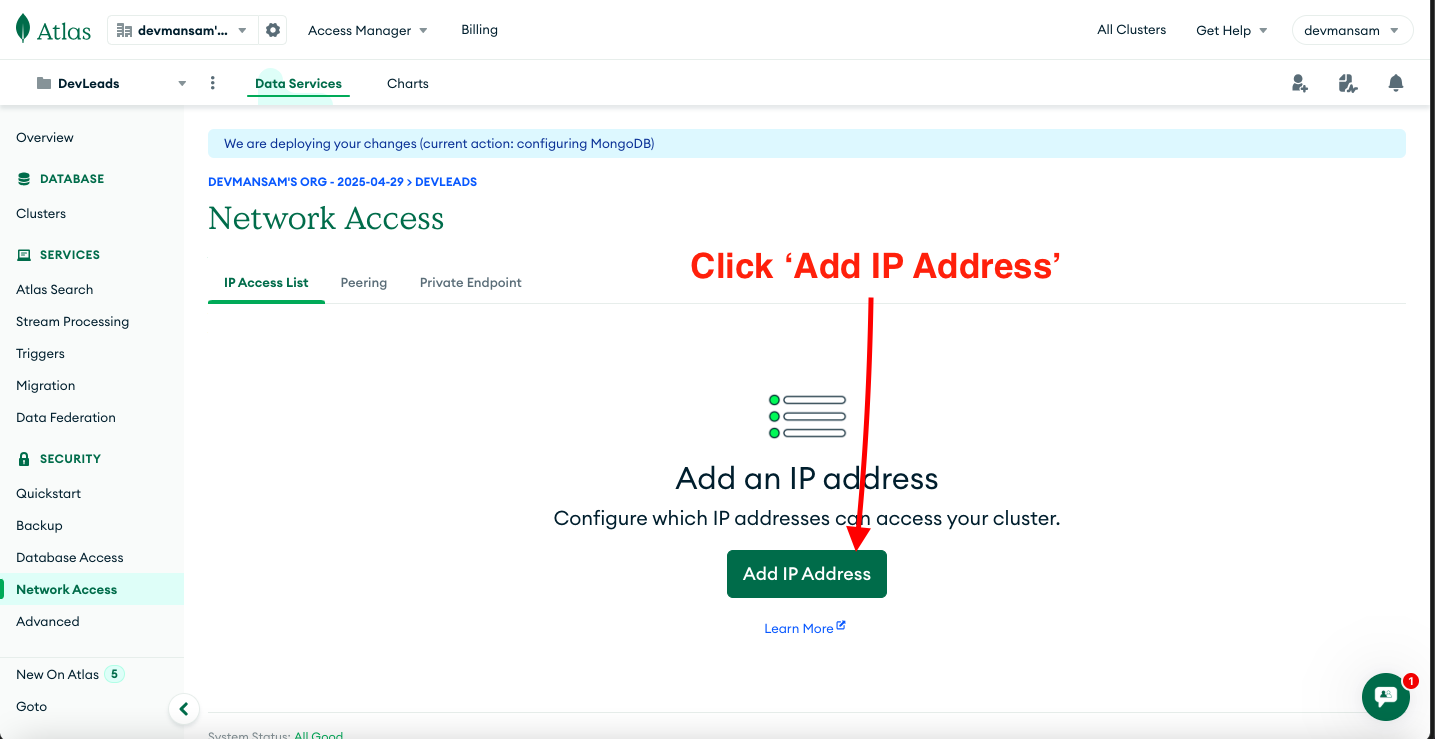 Atlas
devmansam'...
Access Manager
Billing
All Clusters
Get Help
devmansam
DevLeads
Data Services
Charts
Overview
DATABASE
Clusters
SERVICES
Atlas Search
Stream Processing
Triggers
Migration
Data Federation
SECURITY
Quickstart
Backup
Database Access
Network Access
Advanced
New On Atlas 5
Goto
We are deploying your changes (current action: configuring MongoDB)
DEVMANSAM'S ORG - 2025-04-29 > DEVLEADS
Network Access
Click ‘Add IP Address’
IP Access List
Peering
Private Endpoint
Add an IP address
Configure which IP addresses can access your cluster.
Add IP Address
Learn More
1
System Status: All Good